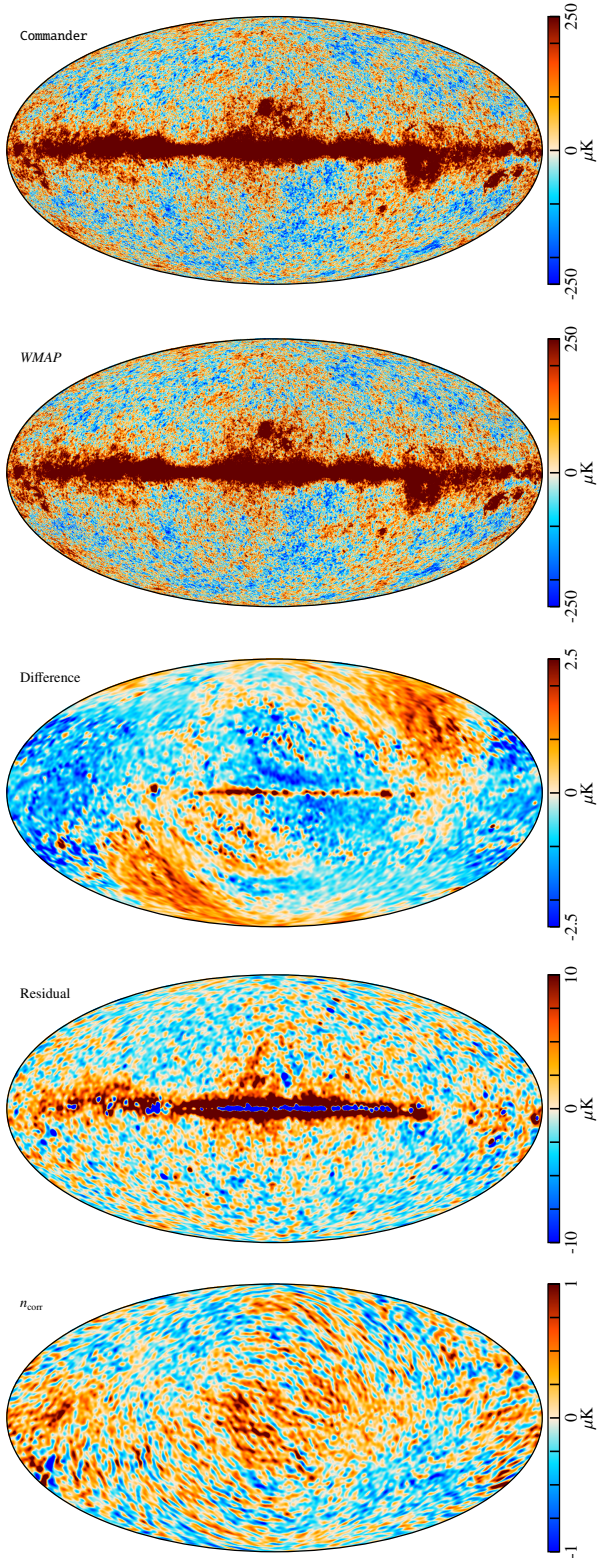 Commander
-250 0 250
μK
WMAP
-250 0 250
μK
Difference
-2.5 0 2.5
μK
Residual
-10 0 10
μK
n_corr
-1 0 1
μK